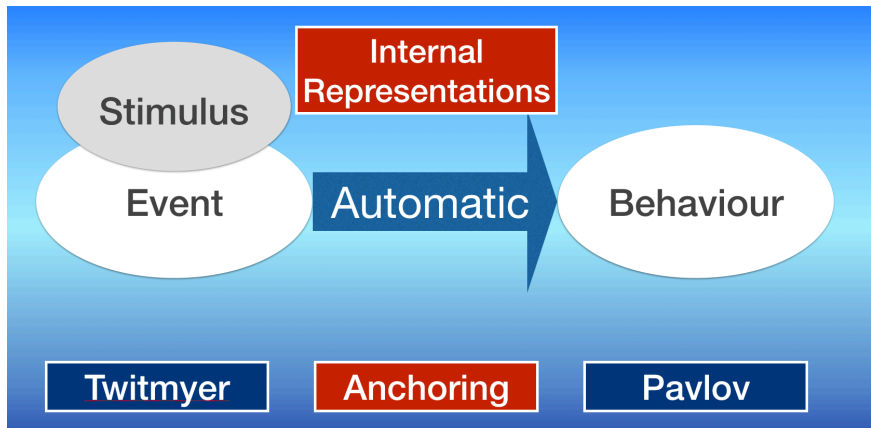 Internal
Representations
Stimulus
Event
Automatic
Behaviour
Twitmyer
Anchoring
Pavlov